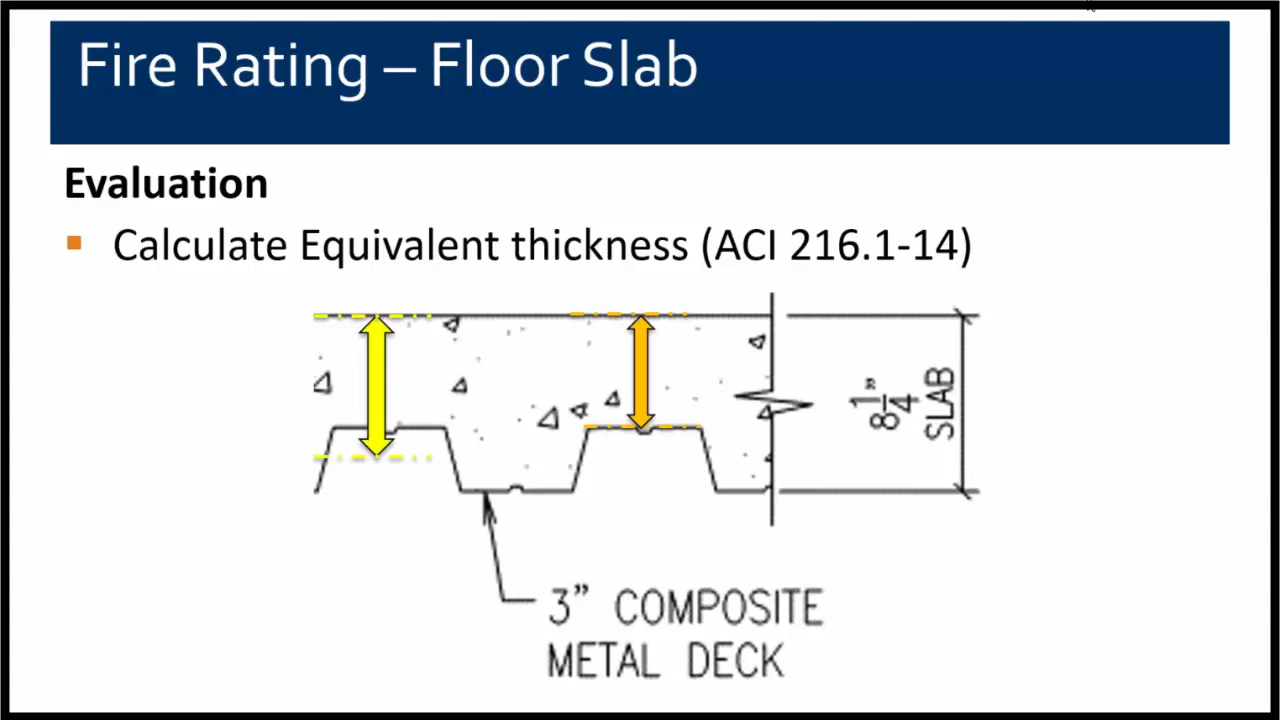 Fire Rating – Floor Slab
Evaluation
▪ Calculate Equivalent thickness (ACI 216.1-14)
8 1/4"
SLAB
3" COMPOSITE
METAL DECK